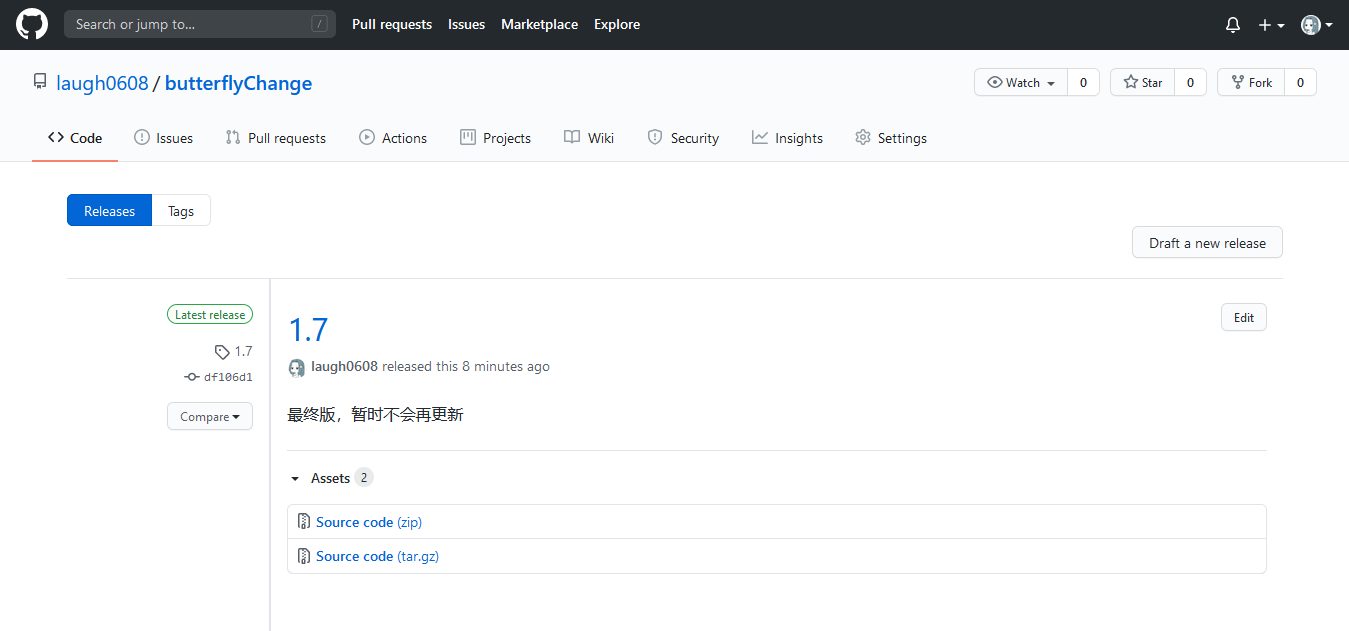 Search or jump to... / Pull requests Issues Marketplace Explore
laugh0608 / butterflyChange Watch 0 Star 0 Fork 0
Code Issues Pull requests Actions Projects Wiki Security Insights Settings
Releases Tags
Draft a new release
Latest release
1.7
df106d1
Compare
1.7
Edit
laugh0608 released this 8 minutes ago
最终版，暂时不会再更新
Assets 2
Source code (zip)
Source code (tar.gz)